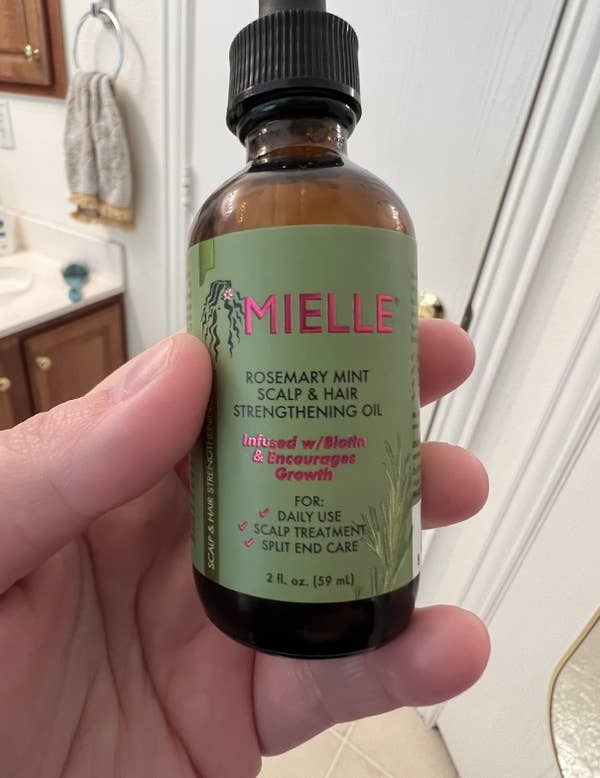 MIELLE
ROSEMARY MINT
SCALP & HAIR
STRENGTHENING OIL
Infused w/Biotin
& Encourages
Growth
FOR:
DAILY USE
SCALP TREATMENT
SPLIT END CARE
2 fl. oz. (59 mL)
SCALP & HAIR STRENGTHENING